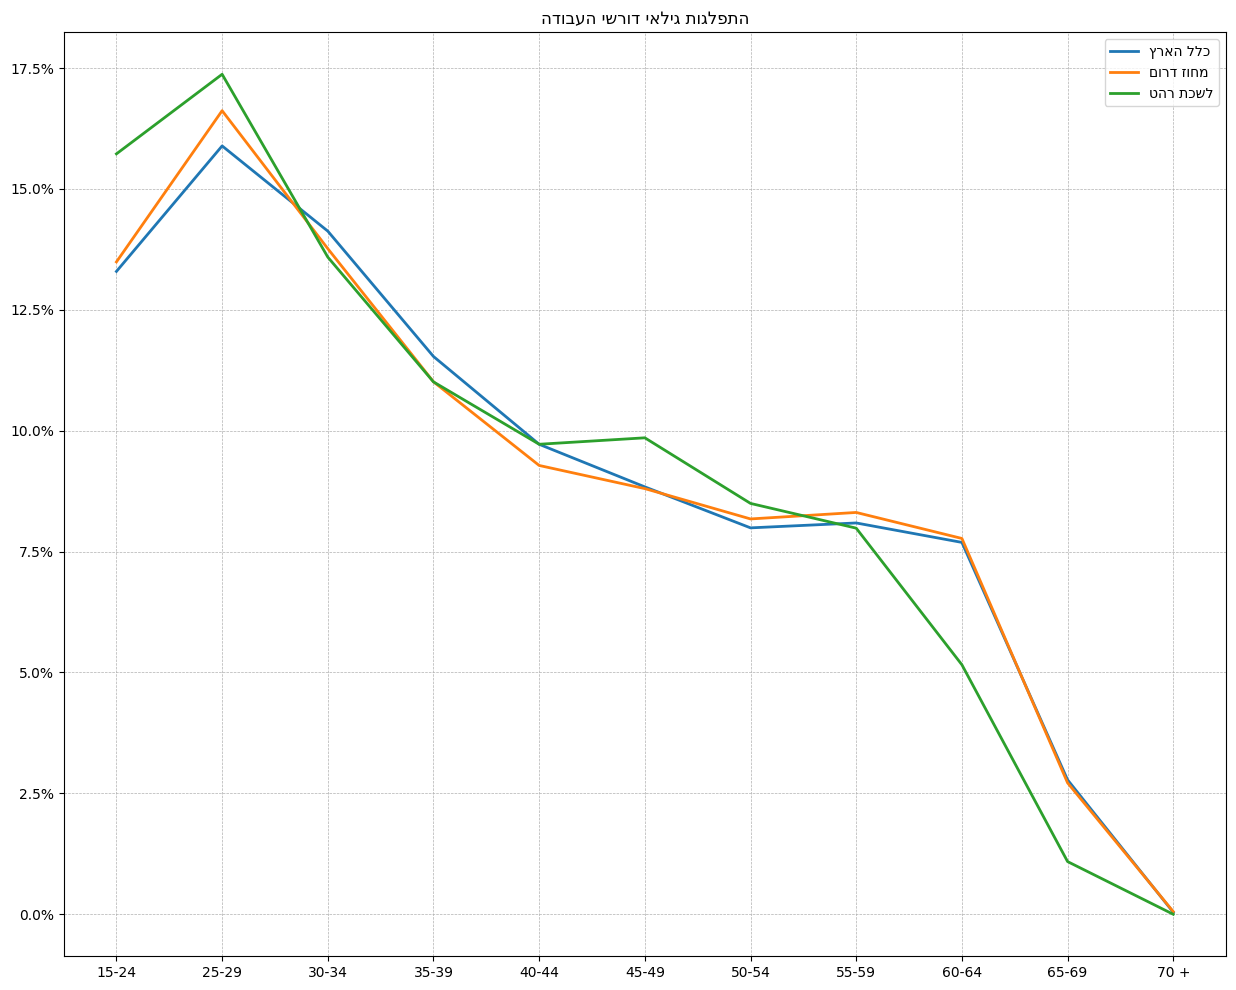 התפלגות גילאי דורשי העבודה
כלל הארץ
מחוז דרום
לשכת רהט
17.5%
15.0%
12.5%
10.0%
7.5%
5.0%
2.5%
0.0%
15-24 25-29 30-34 35-39 40-44 45-49 50-54 55-59 60-64 65-69 70 +